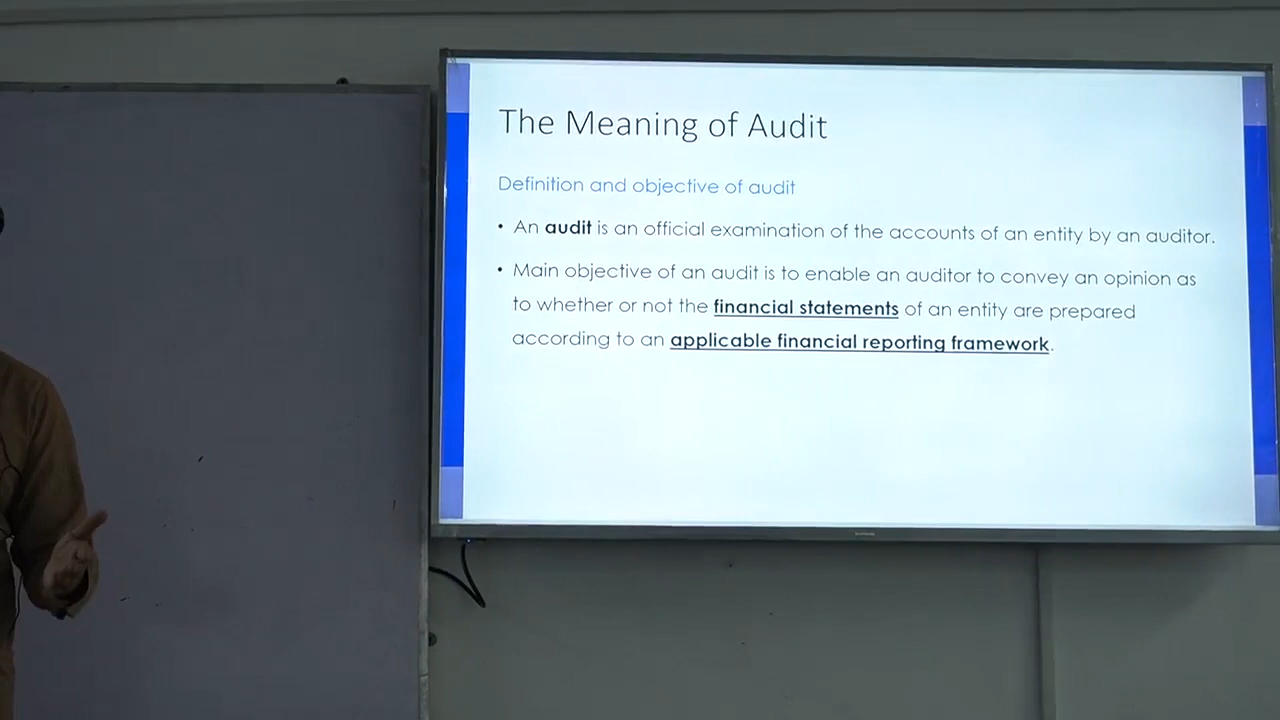 The Meaning of Audit
Definition and objective of audit
• An audit is an official examination of the accounts of an entity by an auditor.
• Main objective of an audit is to enable an auditor to convey an opinion as
to whether or not the financial statements of an entity are prepared
according to an applicable financial reporting framework.